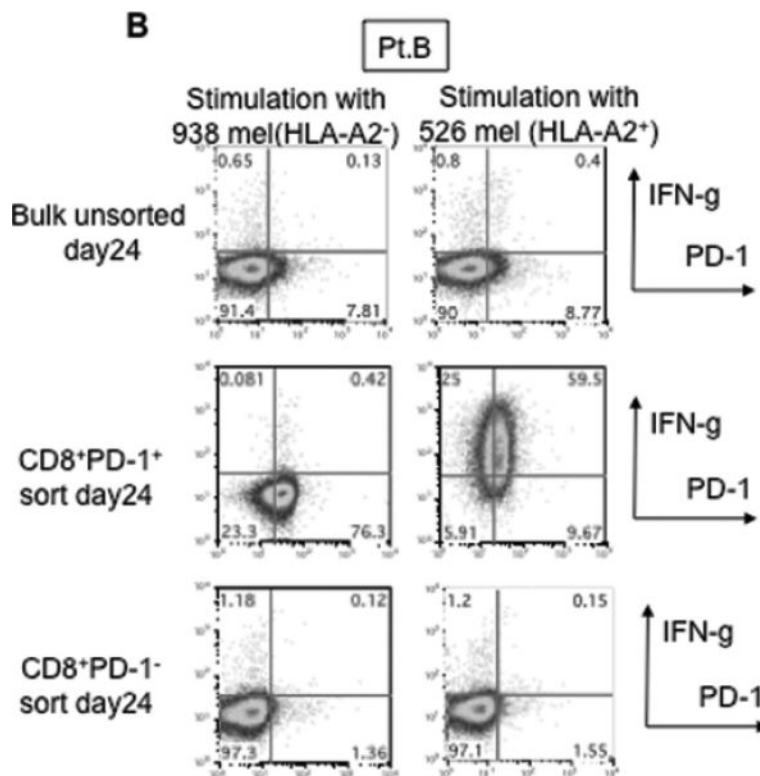 B
Pt.B
Stimulation with
938 mel(HLA-A2-)
Stimulation with
526 mel (HLA-A2+)
Bulk unsorted
day24
0.65 0.13
91.4 7.81
0.8 0.4
90 8.77
IFN-g
PD-1
CD8+PD-1+
sort day24
0.081 0.42
23.3 76.3
25 59.5
5.91 9.67
IFN-g
PD-1
CD8+PD-1-
sort day24
1.18 0.12
97.3 1.36
1.2 0.15
97.1 1.55
IFN-g
PD-1